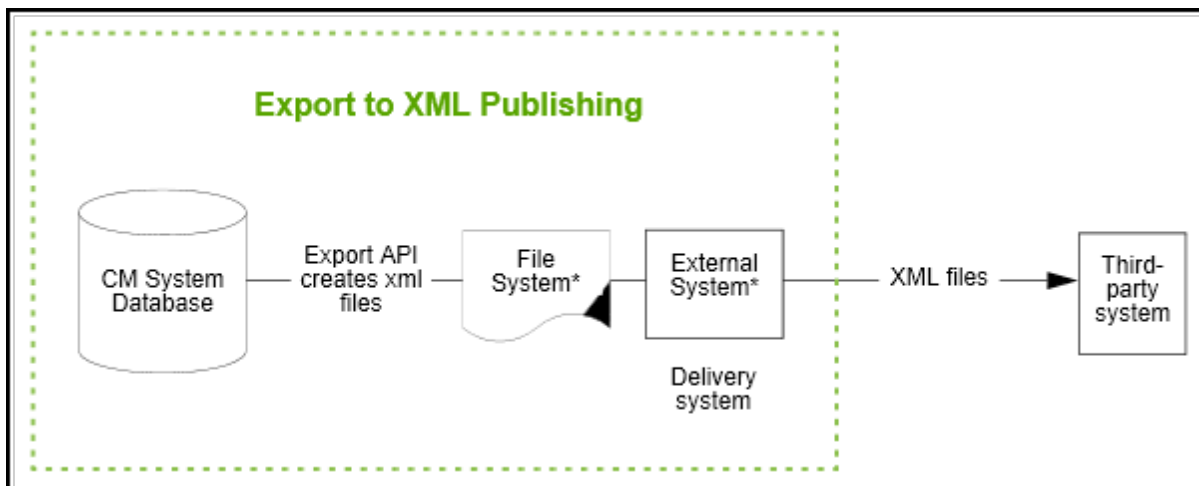 Export to XML Publishing
CM System
Database
Export API
creates xml
files
File
System*
External
System*
Delivery
system
XML files
Third-
party
system